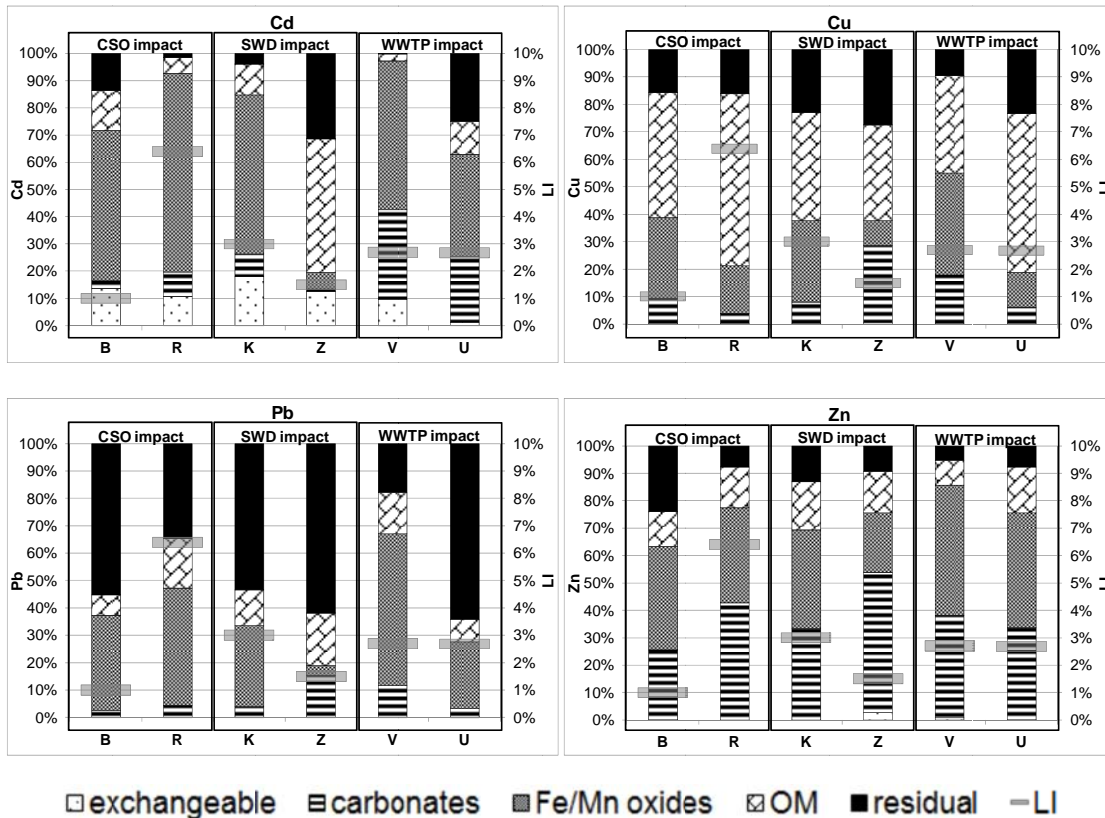 Cd
CSO impact SWD impact WWTP impact
100% 10%
90% 9%
80% 8%
70% 7%
60% 6%
50% 5%
40% 4%
30% 3%
20% 2%
10% 1%
0% 0%
Cd
LI
B R K Z V U
Cu
CSO impact SWD impact WWTP impact
100% 10%
90% 9%
80% 8%
70% 7%
60% 6%
50% 5%
40% 4%
30% 3%
20% 2%
10% 1%
0% 0%
Cu
LI
B R K Z V U
Pb
CSO impact SWD impact WWTP impact
100% 10%
90% 9%
80% 8%
70% 7%
60% 6%
50% 5%
40% 4%
30% 3%
20% 2%
10% 1%
0% 0%
Pb
LI
B R K Z V U
Zn
CSO impact SWD impact WWTP impact
100% 10%
90% 9%
80% 8%
70% 7%
60% 6%
50% 5%
40% 4%
30% 3%
20% 2%
10% 1%
0% 0%
Zn
LI
B R K Z V U
exchangeable carbonates Fe/Mn oxides OM residual LI